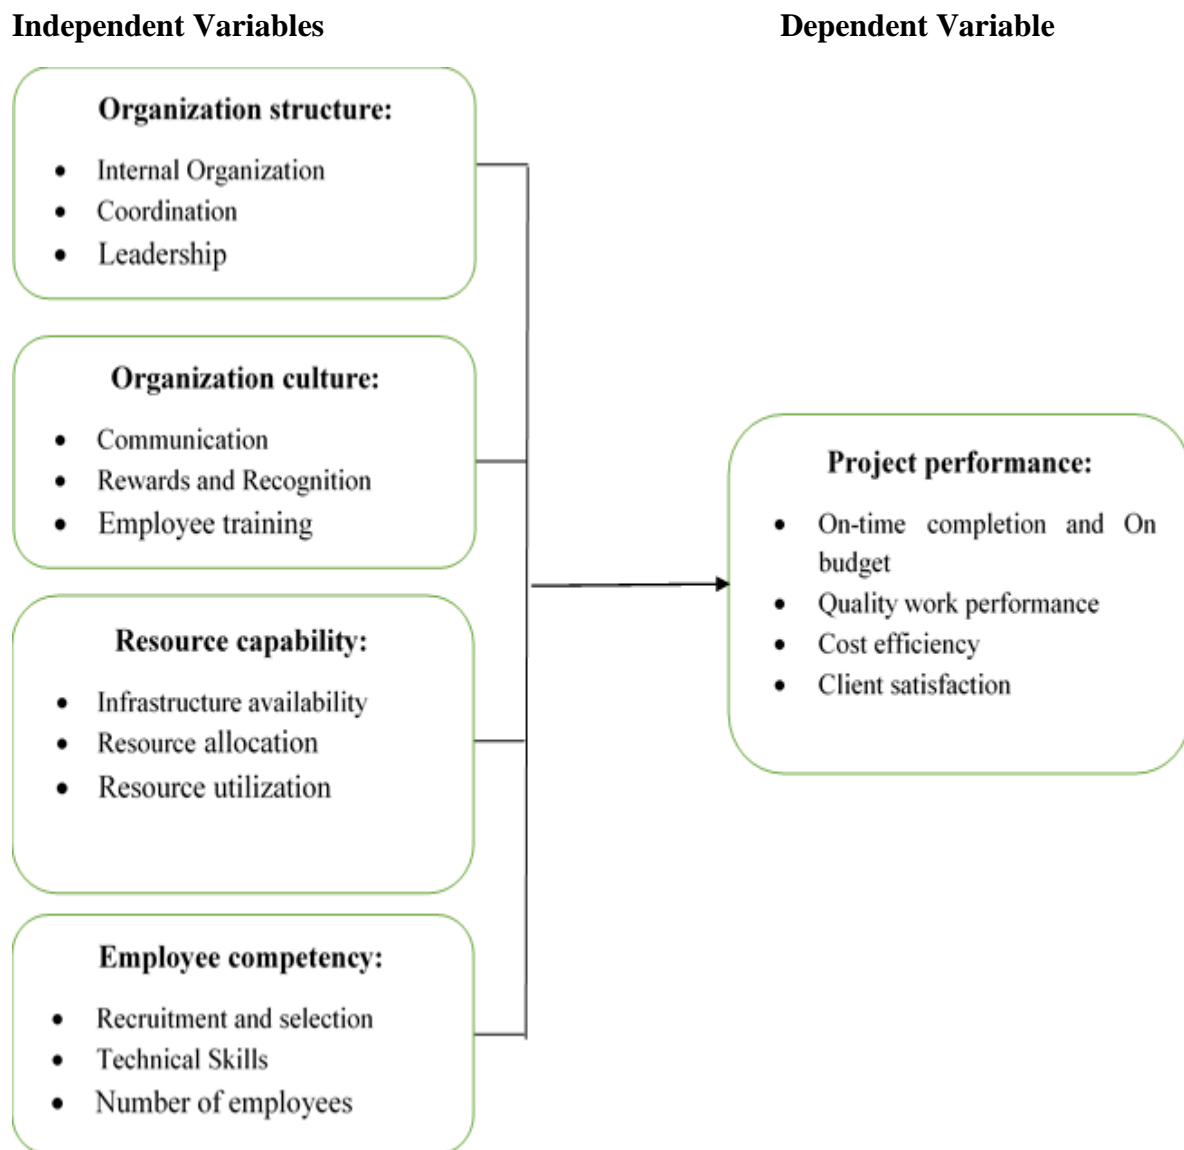 Independent Variables
Dependent Variable
Organization structure:
• Internal Organization
• Coordination
• Leadership
Organization culture:
• Communication
• Rewards and Recognition
• Employee training
Resource capability:
• Infrastructure availability
• Resource allocation
• Resource utilization
Employee competency:
• Recruitment and selection
• Technical Skills
• Number of employees
Project performance:
• On-time completion and On
budget
• Quality work performance
• Cost efficiency
• Client satisfaction